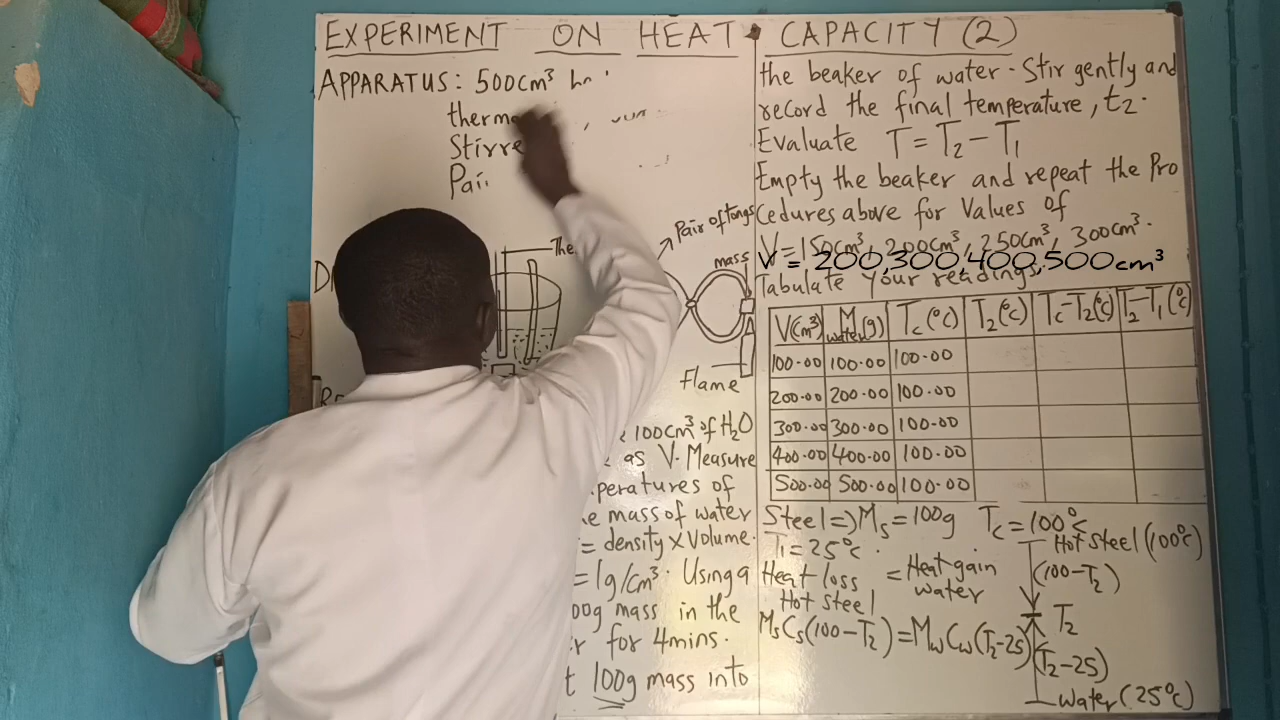 EXPERIMENT ON HEAT CAPACITY (2)
APPARATUS: 500cm³
Pair of tongs
mass
Flame
100cm³ of H₂O
as V. Measure
peratures of
mass of water
= density x Volume.
= 1g/cm³. Using a
00g mass in the
for 4mins.
100g mass into
the beaker of water. Stir gently and
record the final temperature, t₂.
Evaluate T = T₂ - T₁
Empty the beaker and repeat the Pro
cedures above for Values of
V = 150cm³, 200cm³, 250cm³, 300cm³.
V = 200,300,400,500cm³
Tabulate your readings.
V(cm³) M water(g) Tc(°C) T₂(°C) Tc-T₂(°C) T₂-T₁(°C)
100.00 100.00 100.00
200.00 200.00 100.00
300.00 300.00 100.00
400.00 400.00 100.00
500.00 500.00 100.00
Steel => Ms = 100g Tc = 100°C
T₁ = 25°C.
Heat loss Hot steel = Heat gain water
MsCs(100-T₂) = MwCw(T₂-25)
Hot steel (100°C)
(100-T₂)
T₂
(T₂-25)
water (25°C)